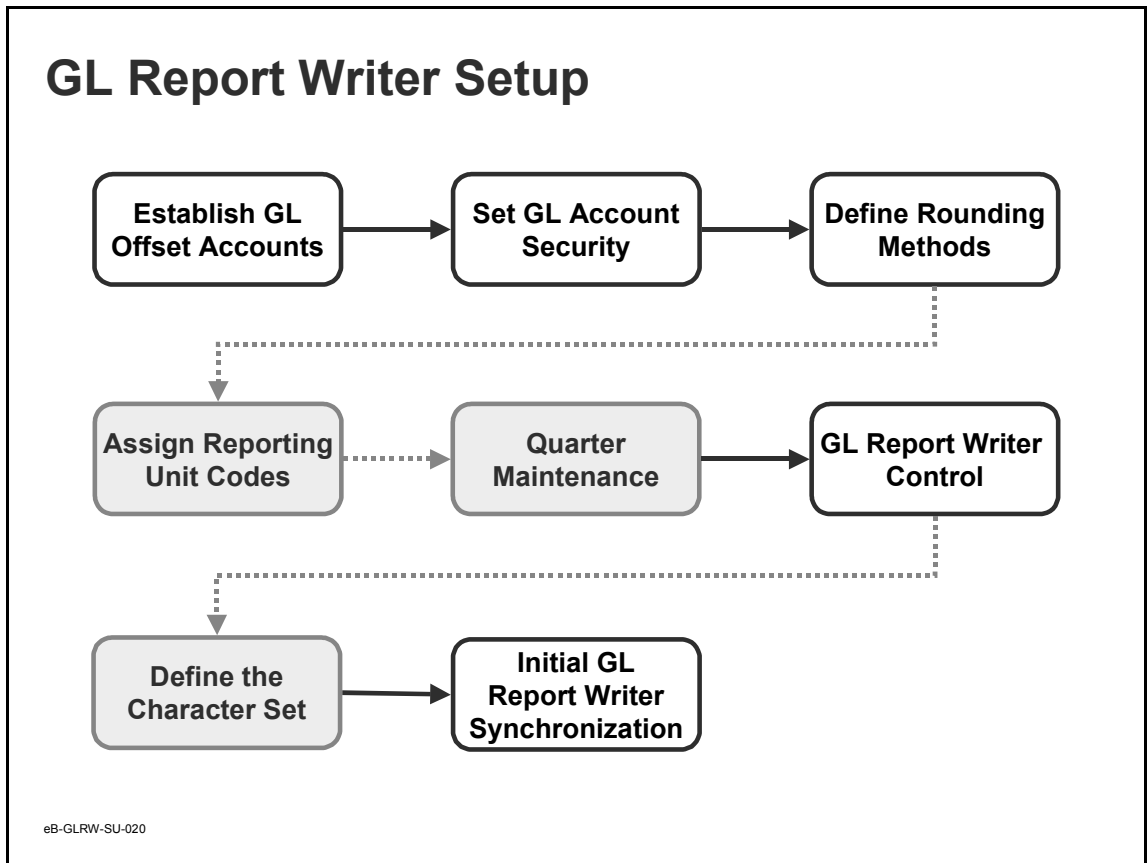 GL Report Writer Setup
Establish GL
Offset Accounts
Set GL Account
Security
Define Rounding
Methods
Assign Reporting
Unit Codes
Quarter
Maintenance
GL Report Writer
Control
Define the
Character Set
Initial GL
Report Writer
Synchronization
eB-GLRW-SU-020